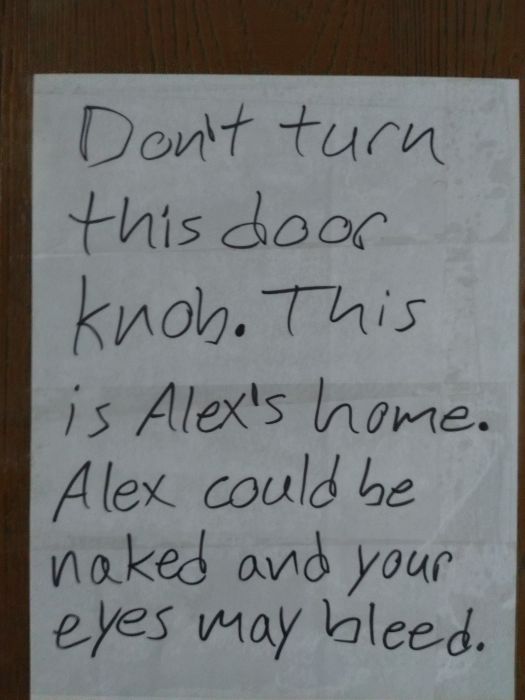 Don't turn
this door
knob. This
is Alex's home.
Alex could be
naked and your
eyes may bleed.